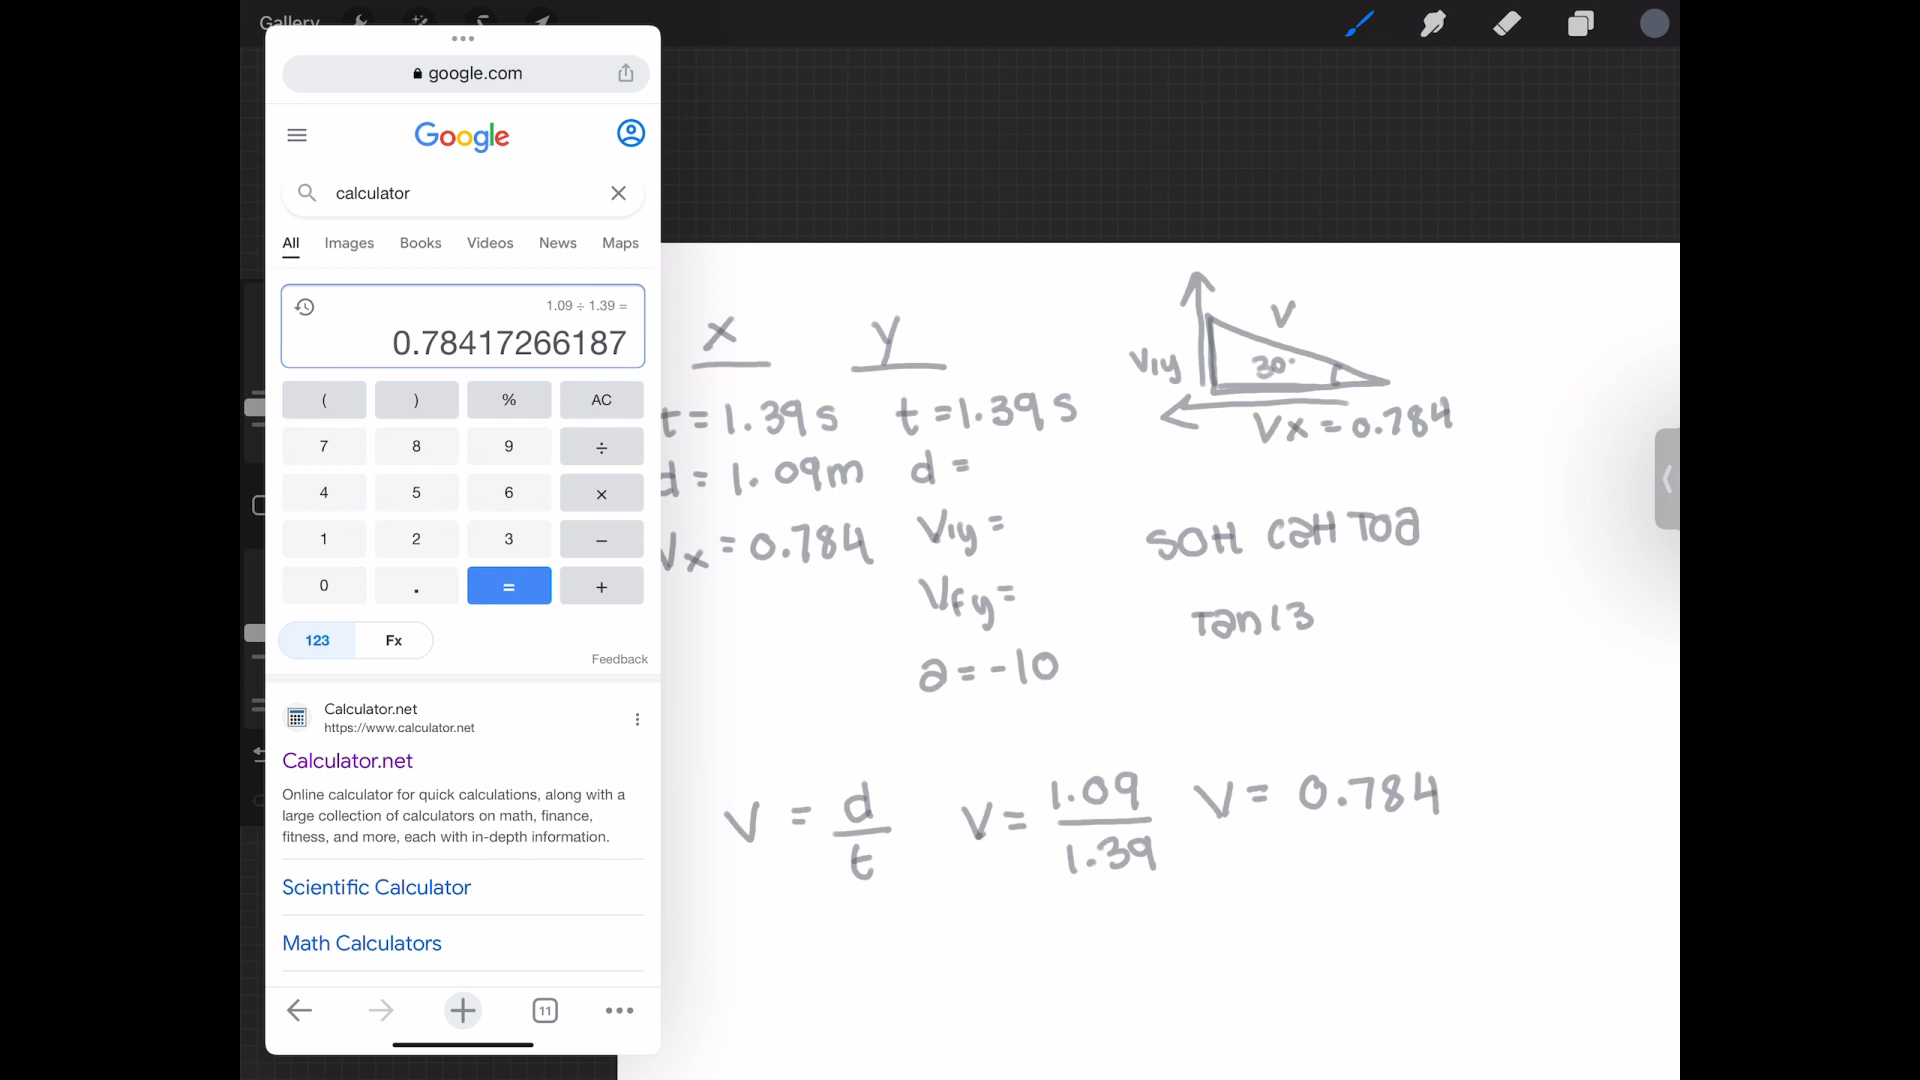 Gallery
google.com
Google
calculator
All Images Books Videos News Maps
1.09 ÷ 1.39 =
0.78417266187
( ) % AC
7 8 9 ÷
4 5 6 ×
1 2 3 −
0 . = +
123 Fx
Feedback
Calculator.net
https://www.calculator.net
Calculator.net
Online calculator for quick calculations, along with a
large collection of calculators on math, finance,
fitness, and more, each with in-depth information.
Scientific Calculator
Math Calculators
11
x y
t = 1.39 s t = 1.39 s
d = 1.09m d =
Vx = 0.784 V1y =
Vfy =
a = -10
V
V1y 30°
Vx = 0.784
SOH CaH Toa
Tan
V = d/t V = 1.09/1.39 V = 0.784